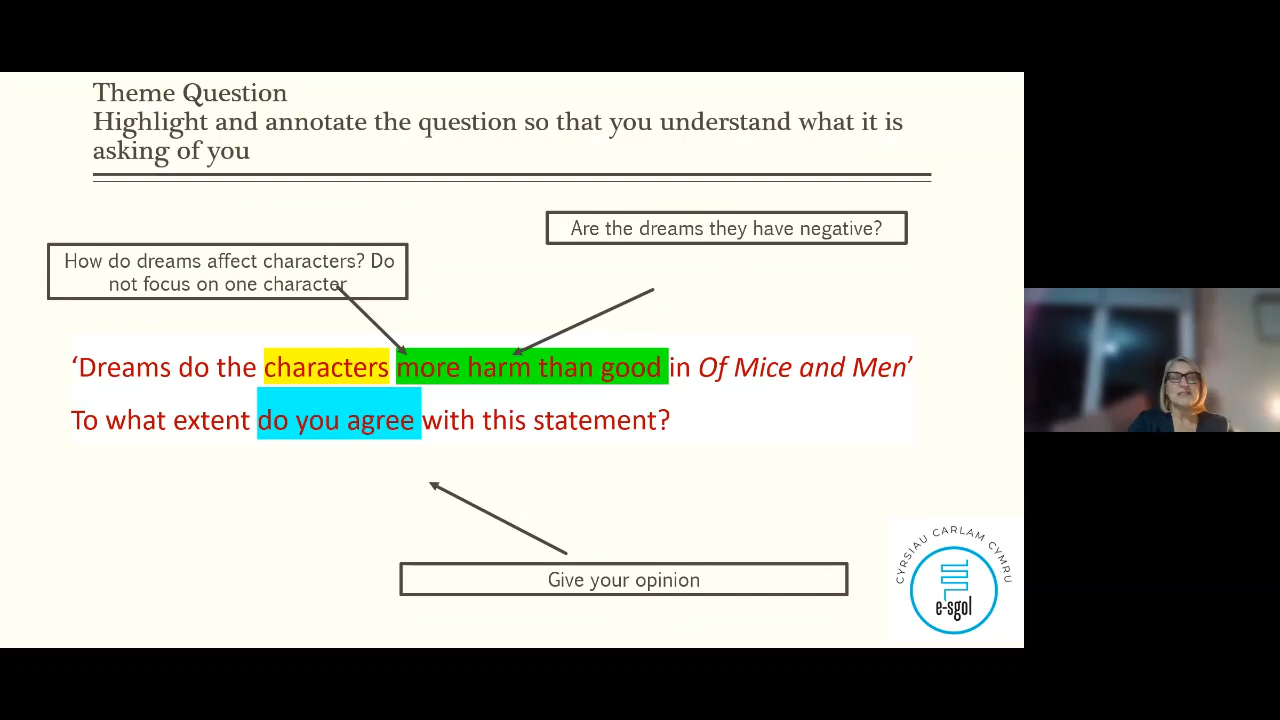 Theme Question
Highlight and annotate the question so that you understand what it is
asking of you
Are the dreams they have negative?
How do dreams affect characters? Do
not focus on one character
‘Dreams do the characters more harm than good in Of Mice and Men’
To what extent do you agree with this statement?
Give your opinion
CYRSIAU CARLAM CYMRU
e-sgol